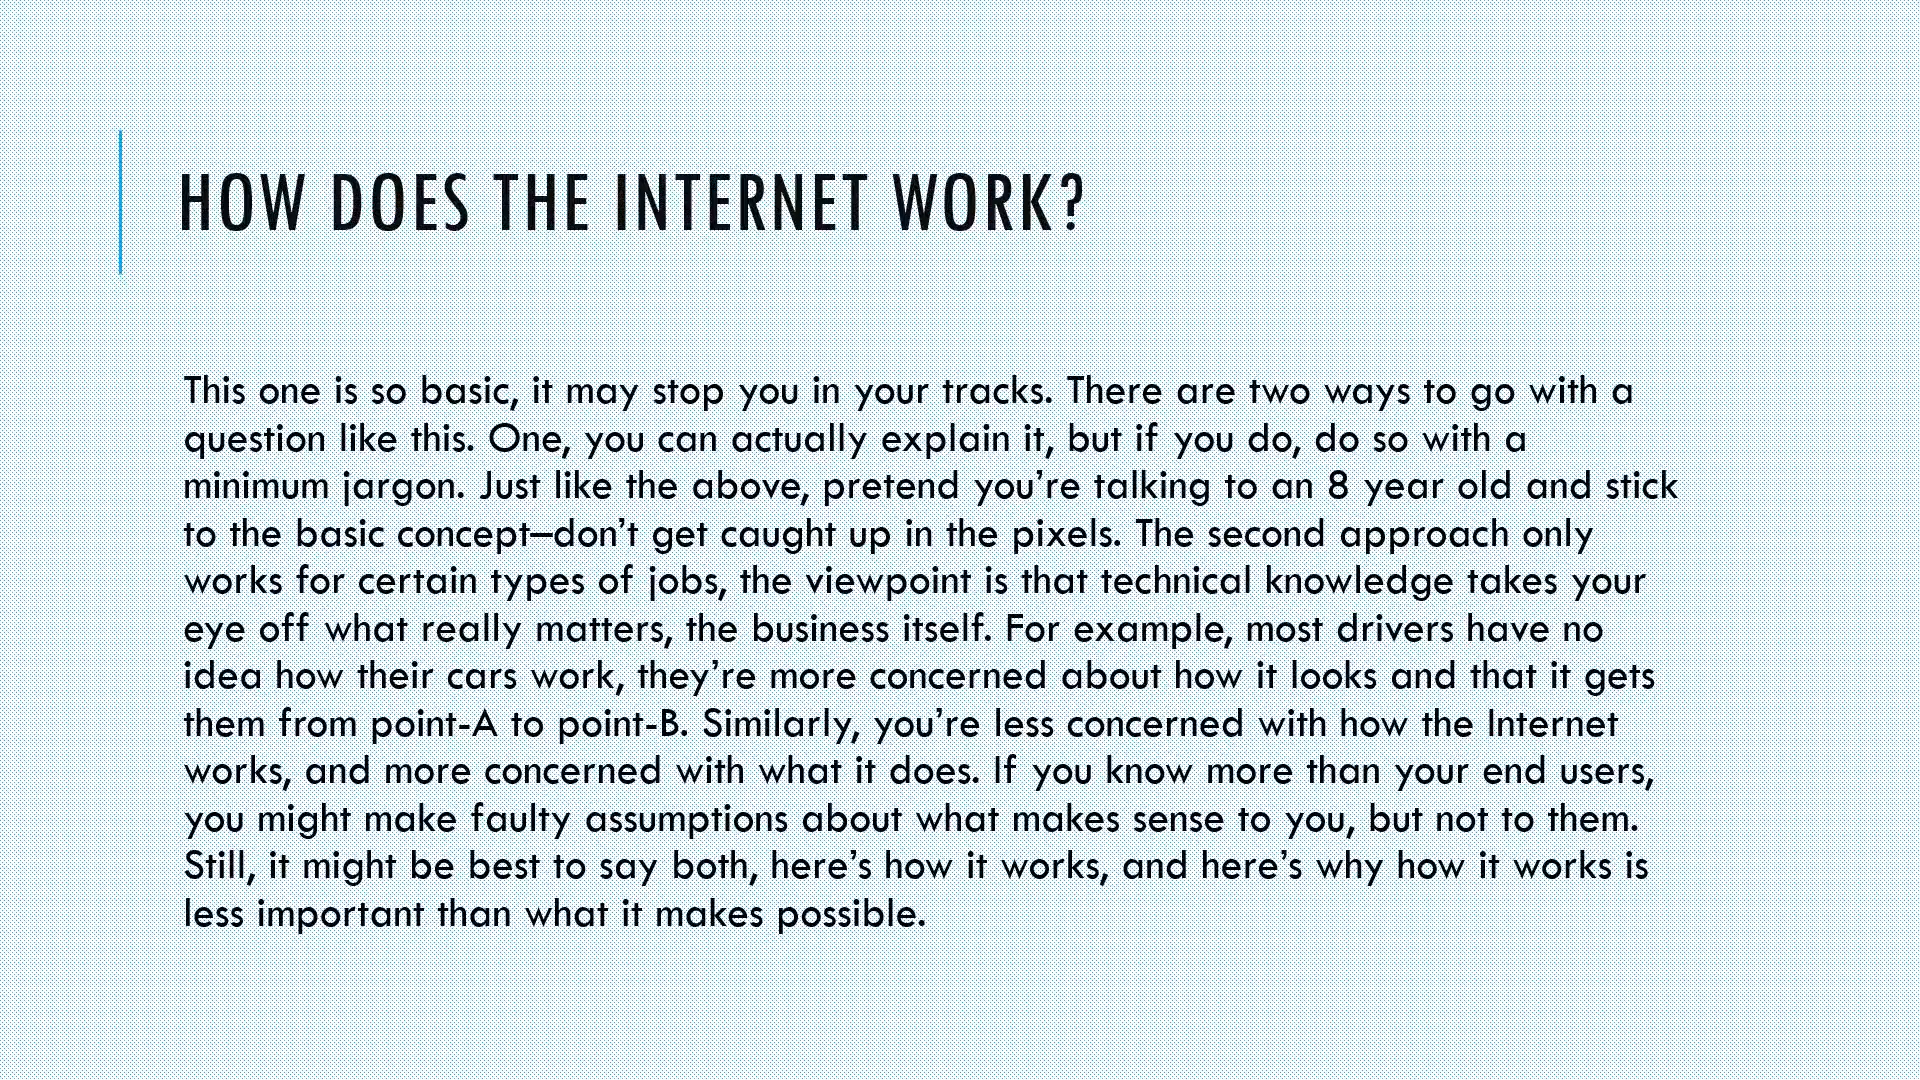 HOW DOES THE INTERNET WORK?
This one is so basic, it may stop you in your tracks. There are two ways to go with a
question like this. One, you can actually explain it, but if you do, do so with a
minimum jargon. Just like the above, pretend you’re talking to an 8 year old and stick
to the basic concept—don’t get caught up in the pixels. The second approach only
works for certain types of jobs, the viewpoint is that technical knowledge takes your
eye off what really matters, the business itself. For example, most drivers have no
idea how their cars work, they’re more concerned about how it looks and that it gets
them from point-A to point-B. Similarly, you’re less concerned with how the Internet
works, and more concerned with what it does. If you know more than your end users,
you might make faulty assumptions about what makes sense to you, but not to them.
Still, it might be best to say both, here’s how it works, and here’s why how it works is
less important than what it makes possible.